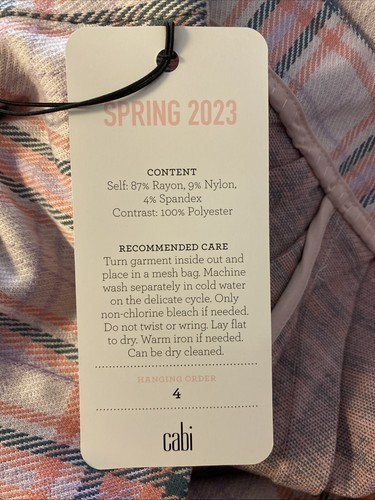 SPRING 2023
CONTENT
Self: 87% Rayon, 9% Nylon,
4% Spandex
Contrast: 100% Polyester
RECOMMENDED CARE
Turn garment inside out and
place in a mesh bag. Machine
wash separately in cold water
on the delicate cycle. Only
non-chlorine bleach if needed.
Do not twist or wring. Lay flat
to dry. Warm iron if needed.
Can be dry cleaned.
HANGING ORDER
4
cabi